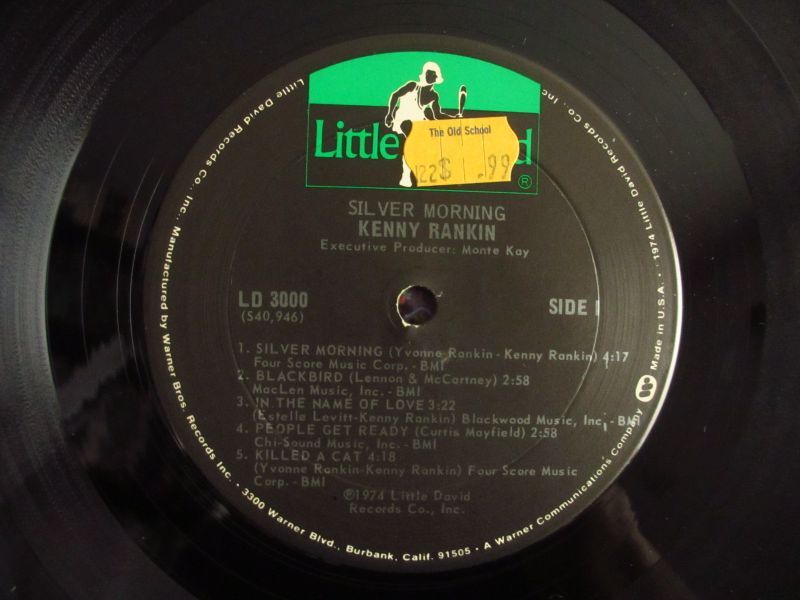 Little d
®
The Old School
122$ 1.99
SILVER MORNING
KENNY RANKIN
Executive Producer: Monte Kay
LD 3000
(S40,946)
SIDE I
1. SILVER MORNING (Yvonne Rankin - Kenny Rankin) 4:17
Four Score Music Corp. - BMI
2. BLACKBIRD (Lennon & McCartney) 2:58
MacLen Music, Inc. - BMI
3. IN THE NAME OF LOVE 3:22
(Estelle Levitt-Kenny Rankin) Blackwood Music, Inc. - BMI
4. PEOPLE GET READY (Curtis Mayfield) 2:58
Chi-Sound Music, Inc. - BMI
5. KILLED A CAT 4:18
(Yvonne Rankin-Kenny Rankin) Four Score Music
Corp. - BMI
℗1974 Little David
Records Co., Inc.
Little David Records Co., Inc. Manufactured by Warner Bros. Records Inc. • 3300 Warner Blvd., Burbank, Calif. 91505 • A Warner Communications Company
Made in U.S.A. • 1974 Little David Records Co., Inc.